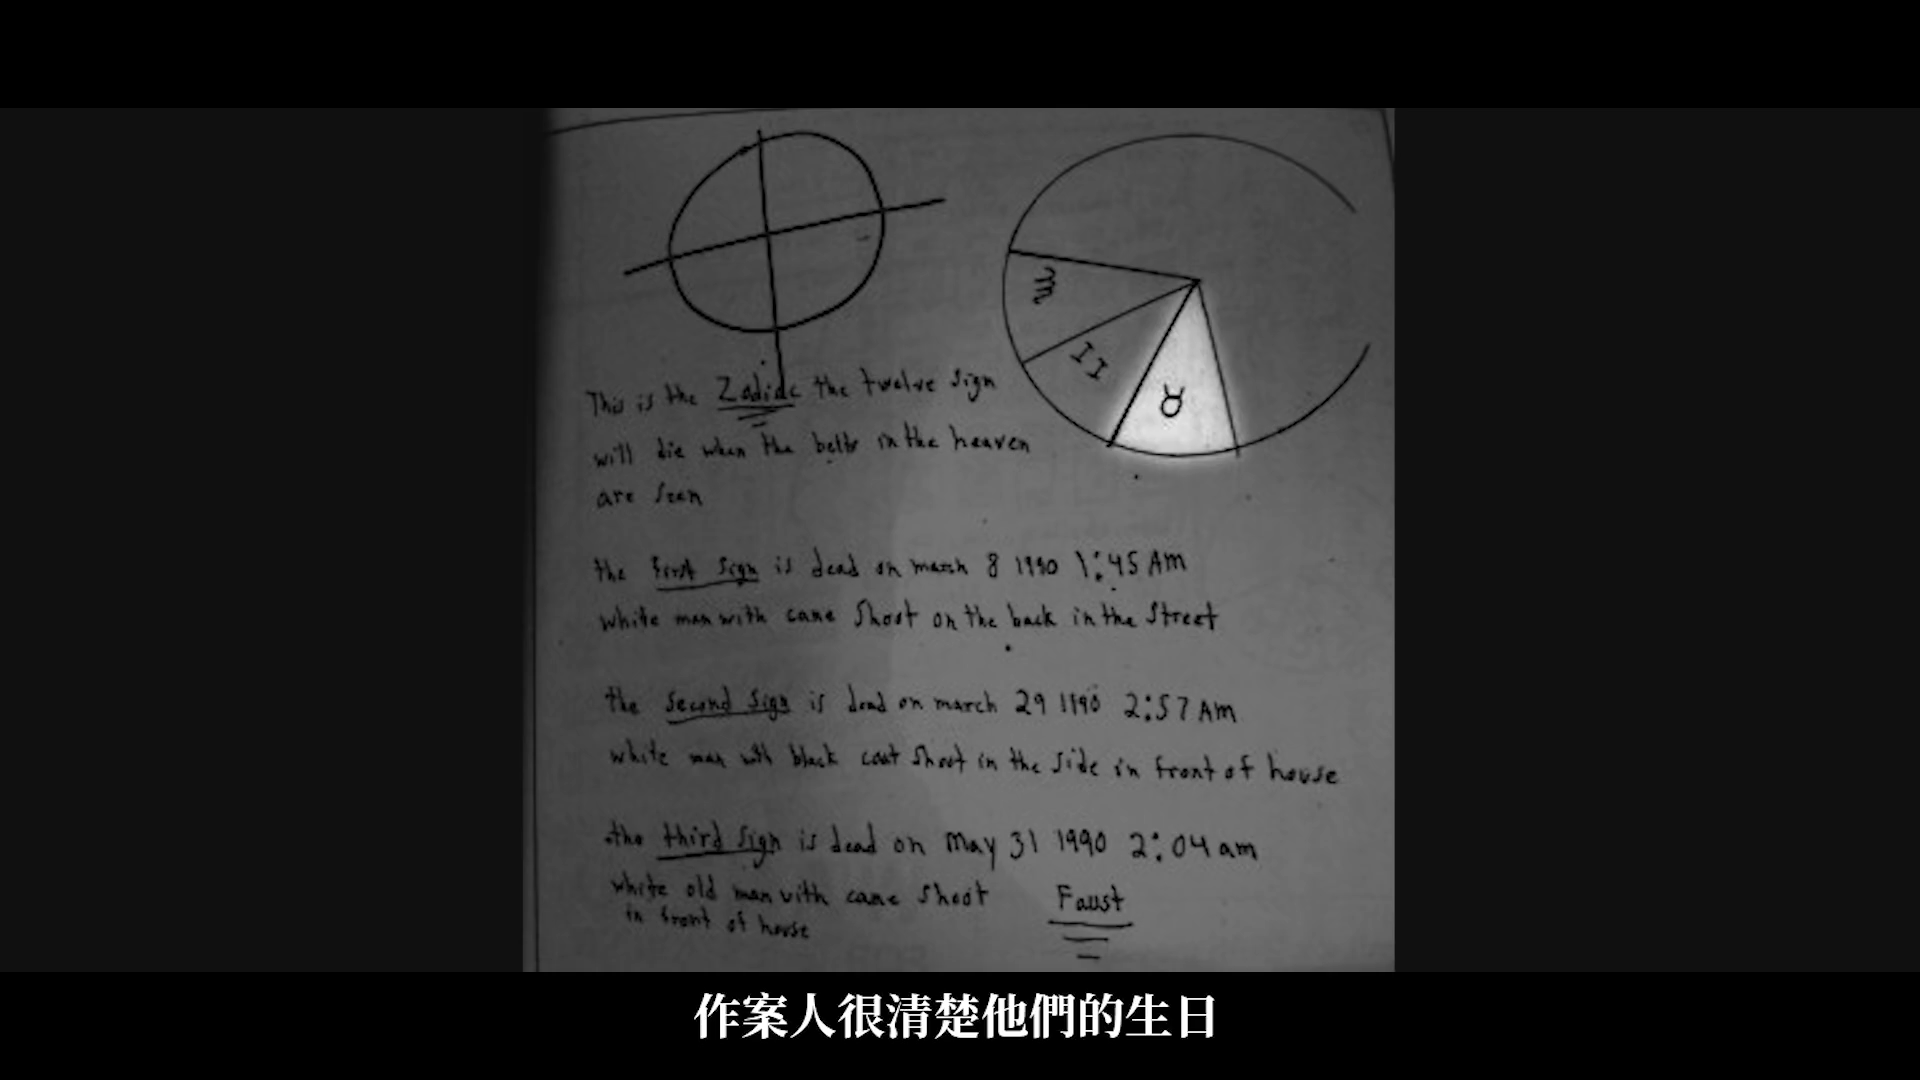 ♏
II
♉
This is the Zodiac the twelve sign
will die when the belts in the heaven
are seen
the first sign is dead on march 8 1990 1:45 AM
white man with cane shoot on the back in the street
the second sign is dead on march 29 1990 2:57 AM
white man with black coat shoot in the side in front of house
the third sign is dead on May 31 1990 2:04 am
white old man with cane shoot
in front of house
Faust
作案人很清楚他們的生日